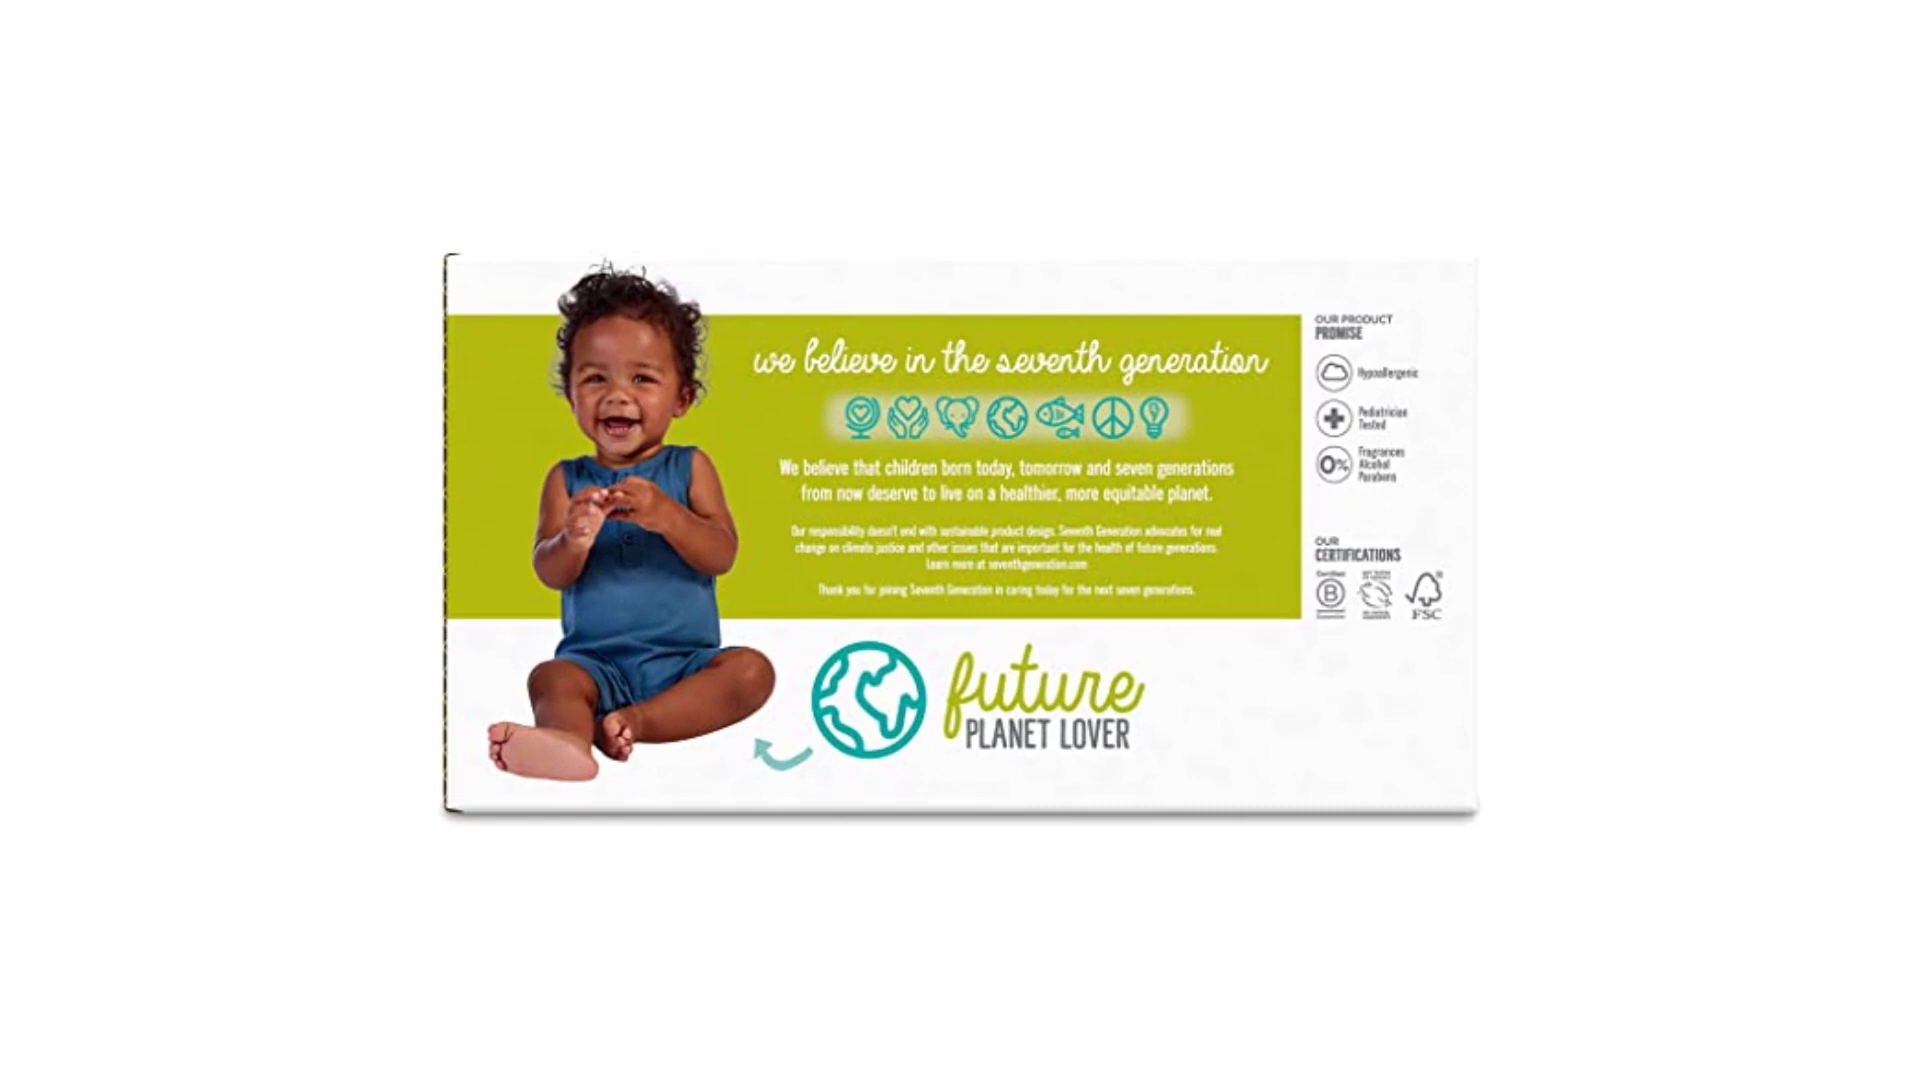 we believe in the seventh generation
We believe that children born today, tomorrow and seven generations
from now deserve to live on a healthier, more equitable planet.
Our responsibility doesn't end with sustainable product design. Seventh Generation advocates for real
change on climate justice and other issues that are important for the health of future generations.
Learn more at seventhgeneration.com
Thank you for joining Seventh Generation in caring today for the next seven generations.
future
PLANET LOVER
OUR PRODUCT
PROMISE
Hypoallergenic
Pediatrician
Tested
0%
Fragrances
Alcohol
Parabens
OUR
CERTIFICATIONS
Certified
B
FSC